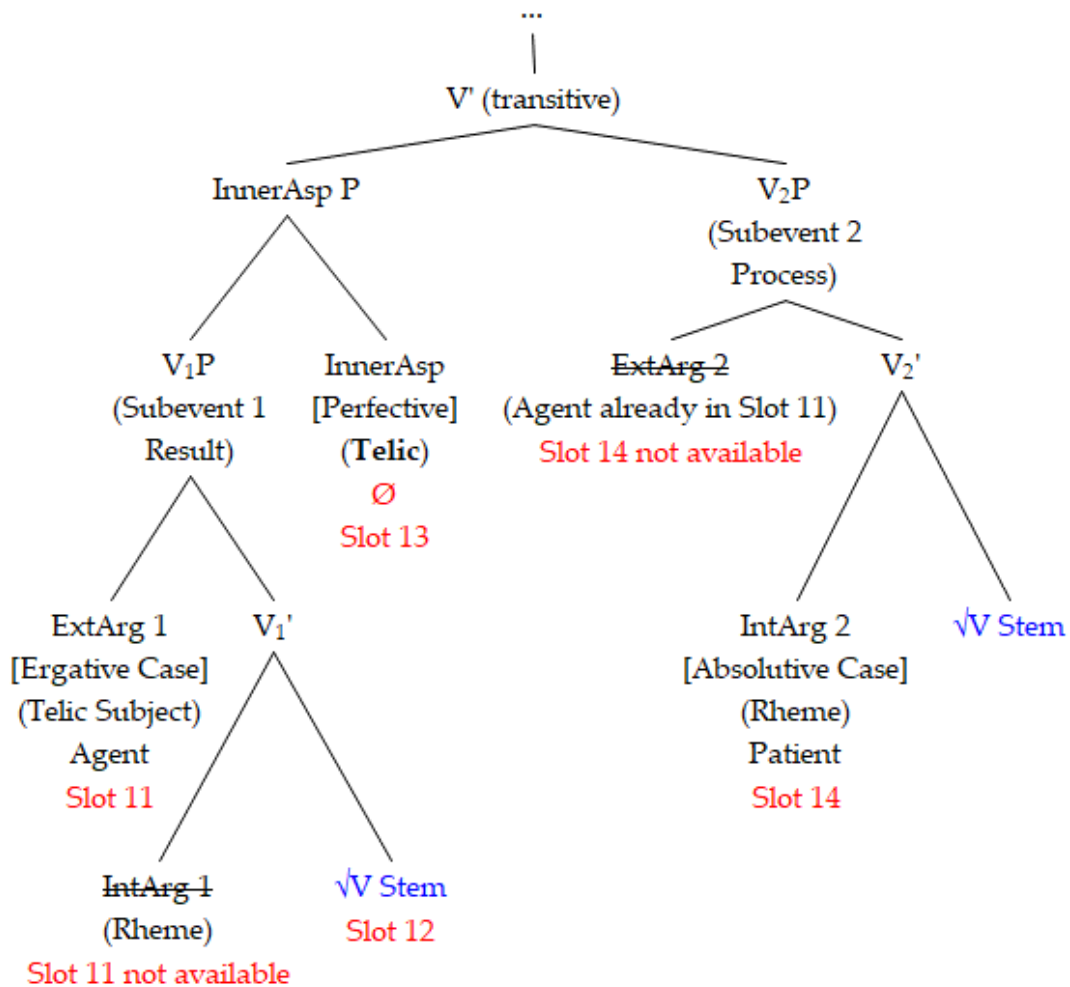 ...
V' (transitive)
InnerAsp P
V₂P
(Subevent 2
Process)
V₁P
(Subevent 1
Result)
InnerAsp
[Perfective]
(Telic)
Ø
Slot 13
ExtArg 2
(Agent already in Slot 11)
Slot 14 not available
V₂'
ExtArg 1
[Ergative Case]
(Telic Subject)
Agent
Slot 11
V₁'
IntArg 2
[Absolutive Case]
(Rheme)
Patient
Slot 14
√V Stem
IntArg 1
(Rheme)
Slot 11 not available
√V Stem
Slot 12